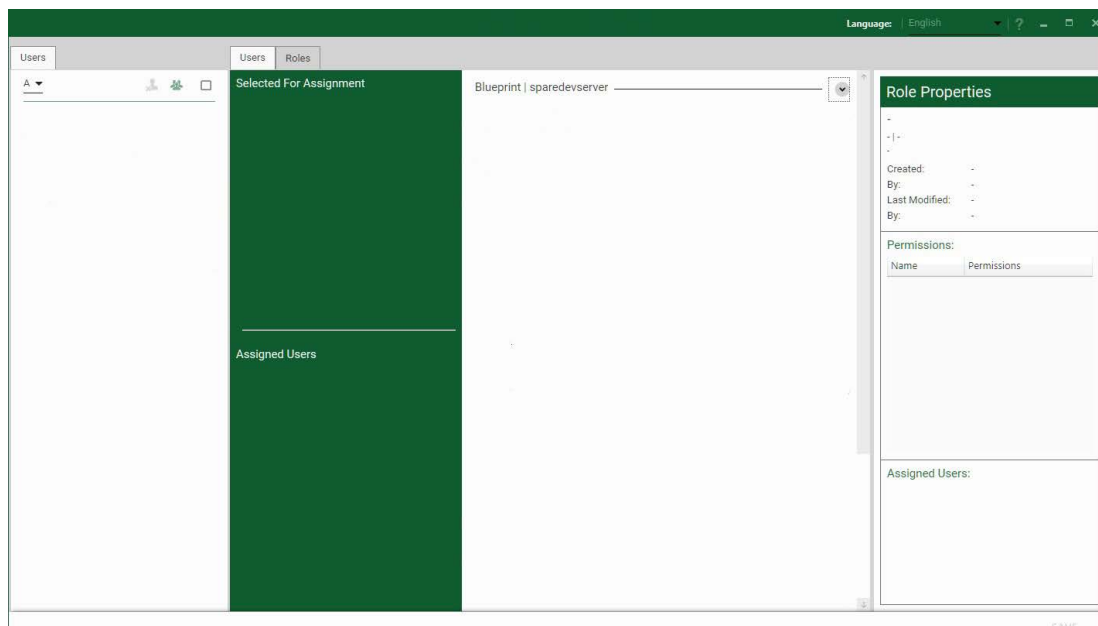 Language: English ?
Users
A
Users Roles
Selected For Assignment
Assigned Users
Blueprint | sparedevserver
Role Properties
-
- | -
-
Created: -
By: -
Last Modified: -
By: -
Permissions:
Name Permissions
Assigned Users:
SAVE